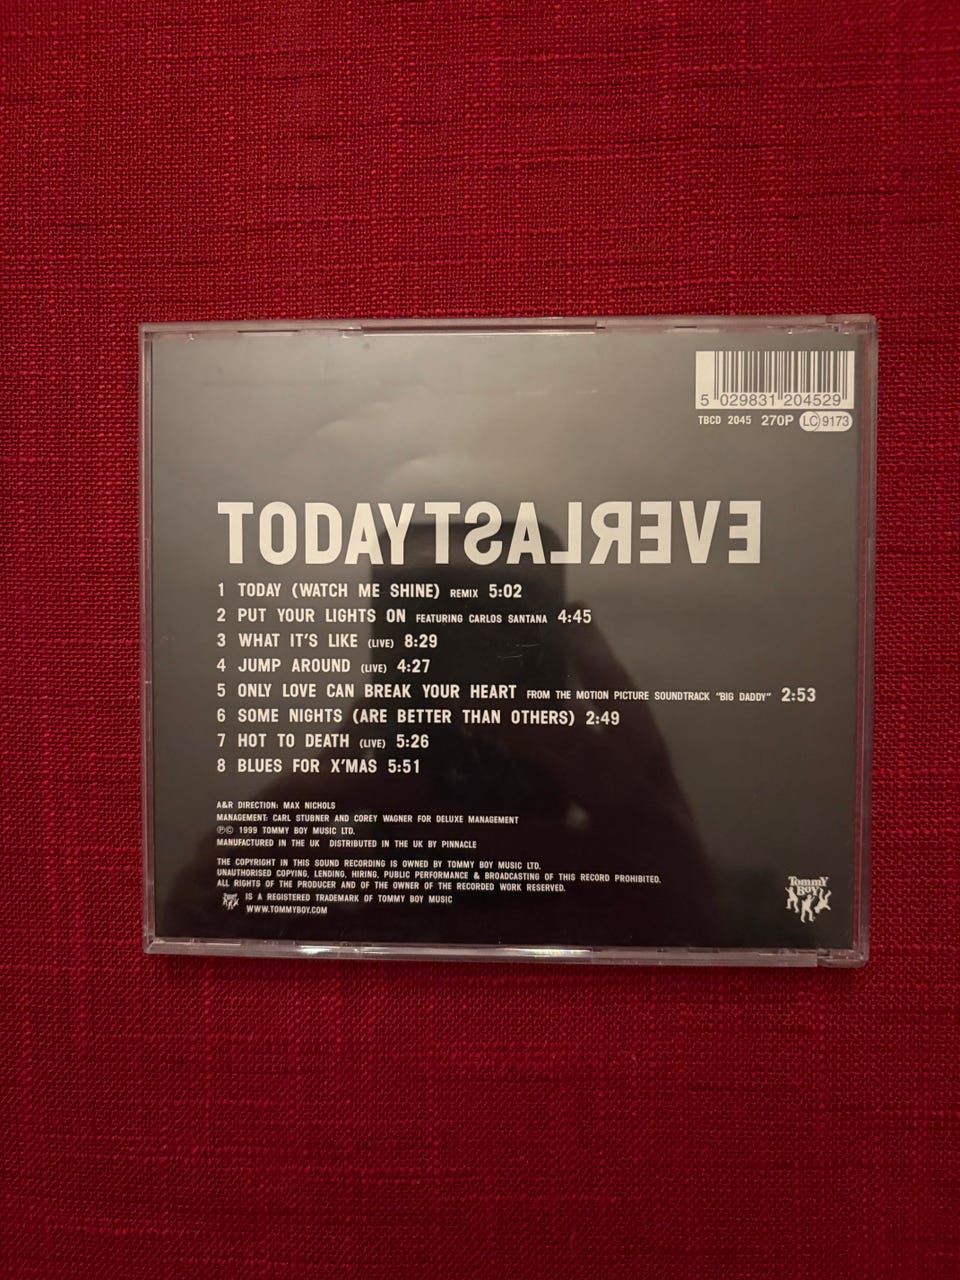 5 029831 204529
TBCD 2045 270P LC 9173
TODAYTSALREVE
1 TODAY (WATCH ME SHINE) REMIX 5:02
2 PUT YOUR LIGHTS ON FEATURING CARLOS SANTANA 4:45
3 WHAT IT'S LIKE (LIVE) 8:29
4 JUMP AROUND (LIVE) 4:27
5 ONLY LOVE CAN BREAK YOUR HEART FROM THE MOTION PICTURE SOUNDTRACK "BIG DADDY" 2:53
6 SOME NIGHTS (ARE BETTER THAN OTHERS) 2:49
7 HOT TO DEATH (LIVE) 5:26
8 BLUES FOR X'MAS 5:51
A&R DIRECTION: MAX NICHOLS
MANAGEMENT: CARL STUBNER AND COREY WAGNER FOR DELUXE MANAGEMENT
℗© 1999 TOMMY BOY MUSIC LTD.
MANUFACTURED IN THE UK DISTRIBUTED IN THE UK BY PINNACLE
THE COPYRIGHT IN THIS SOUND RECORDING IS OWNED BY TOMMY BOY MUSIC LTD.
UNAUTHORISED COPYING, LENDING, HIRING, PUBLIC PERFORMANCE & BROADCASTING OF THIS RECORD PROHIBITED.
ALL RIGHTS OF THE PRODUCER AND OF THE OWNER OF THE RECORDED WORK RESERVED.
IS A REGISTERED TRADEMARK OF TOMMY BOY MUSIC
WWW.TOMMYBOY.COM
Tommy
Boy